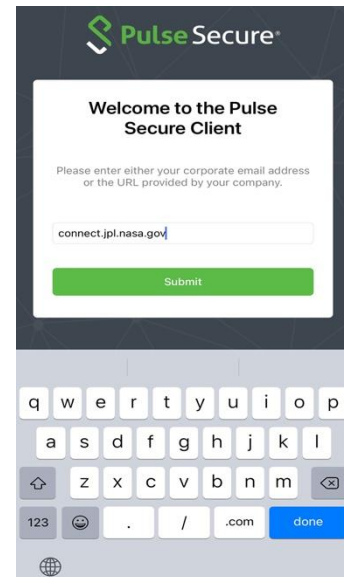 Pulse Secure®
Welcome to the Pulse
Secure Client
Please enter either your corporate email address
or the URL provided by your company.
connect.jpl.nasa.gov
Submit
q w e r t y u i o p
a s d f g h j k l
z x c v b n m
123 . / .com done